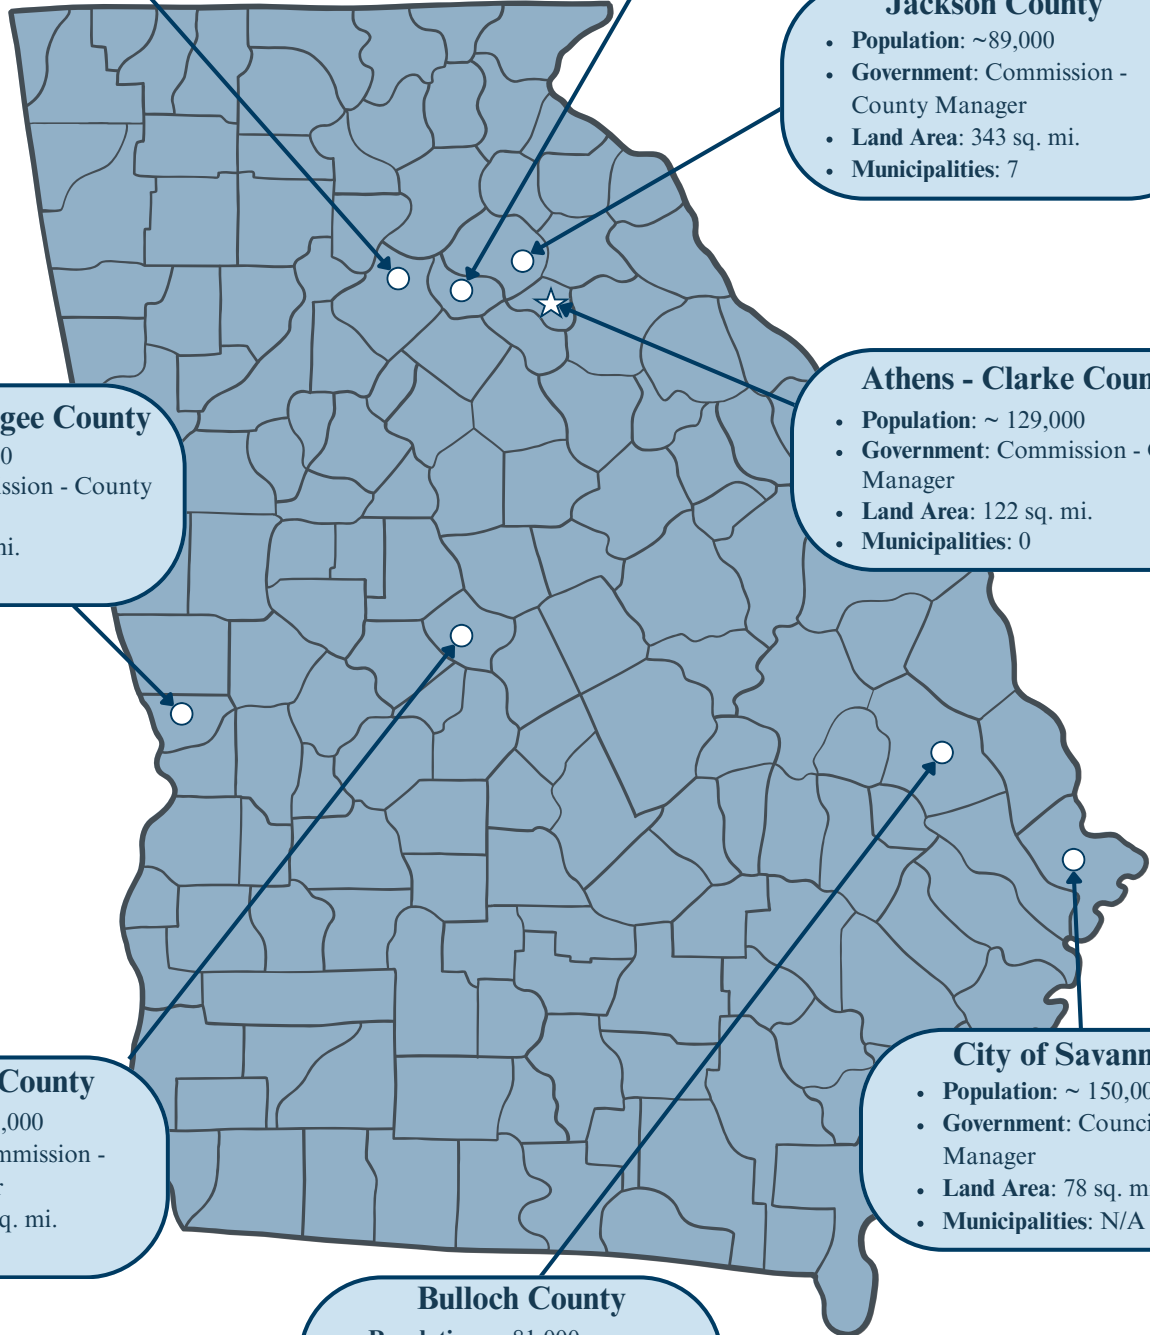 Jackson County
• Population: ~89,000
• Government: Commission -
County Manager
• Land Area: 343 sq. mi.
• Municipalities: 7
Athens - Clarke Coun
• Population: ~ 129,000
• Government: Commission -
Manager
• Land Area: 122 sq. mi.
• Municipalities: 0
gee County
0
ssion - County
ni.
County
,000
mmission -
q. mi.
City of Savann
• Population: ~ 150,00
• Government: Counci
Manager
• Land Area: 78 sq. m
• Municipalities: N/A
Bulloch County
81,000